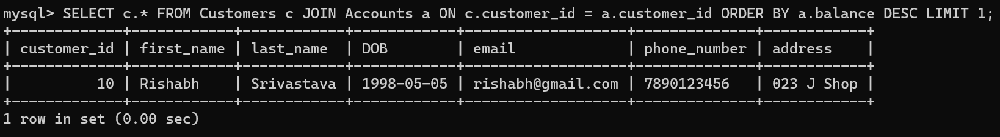 mysql> SELECT c.* FROM Customers c JOIN Accounts a ON c.customer_id = a.customer_id ORDER BY a.balance DESC LIMIT 1;
+-------------+------------+-----------+------------+-------------------+--------------+------------+
| customer_id | first_name | last_name | DOB        | email             | phone_number | address    |
+-------------+------------+-----------+------------+-------------------+--------------+------------+
|          10 | Rishabh    | Srivastava | 1998-05-05 | rishabh@gmail.com | 7890123456   | 023 J Shop |
+-------------+------------+-----------+------------+-------------------+--------------+------------+
1 row in set (0.00 sec)